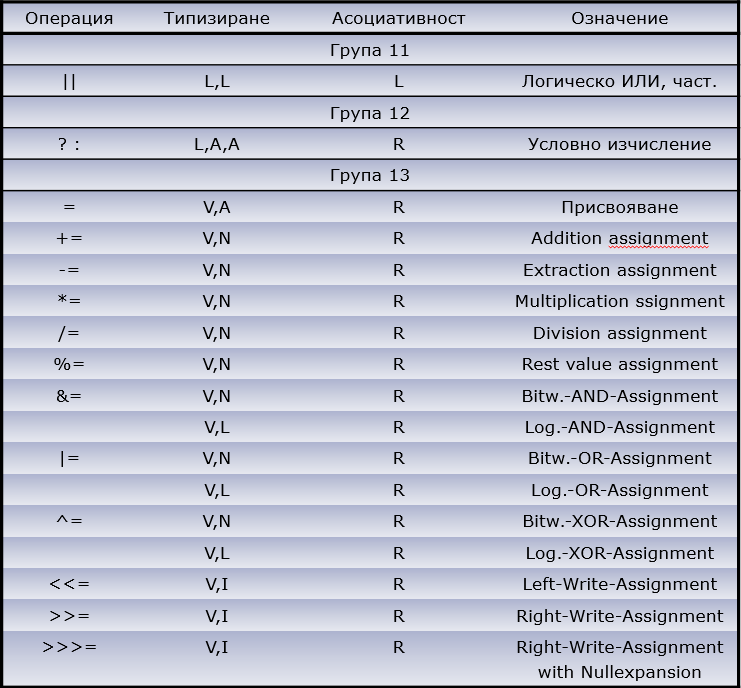 Операция Типизиране Асоциативност Означение
Група 11
|| L,L L Логическо ИЛИ, част.
Група 12
? : L,A,A R Условно изчисление
Група 13
= V,A R Присвояване
+= V,N R Addition assignment
-= V,N R Extraction assignment
*= V,N R Multiplication ssignment
/= V,N R Division assignment
%= V,N R Rest value assignment
&= V,N R Bitw.-AND-Assignment
V,L R Log.-AND-Assignment
|= V,N R Bitw.-OR-Assignment
V,L R Log.-OR-Assignment
^= V,N R Bitw.-XOR-Assignment
V,L R Log.-XOR-Assignment
<<= V,I R Left-Write-Assignment
>>= V,I R Right-Write-Assignment
>>>= V,I R Right-Write-Assignment
with Nullexpansion